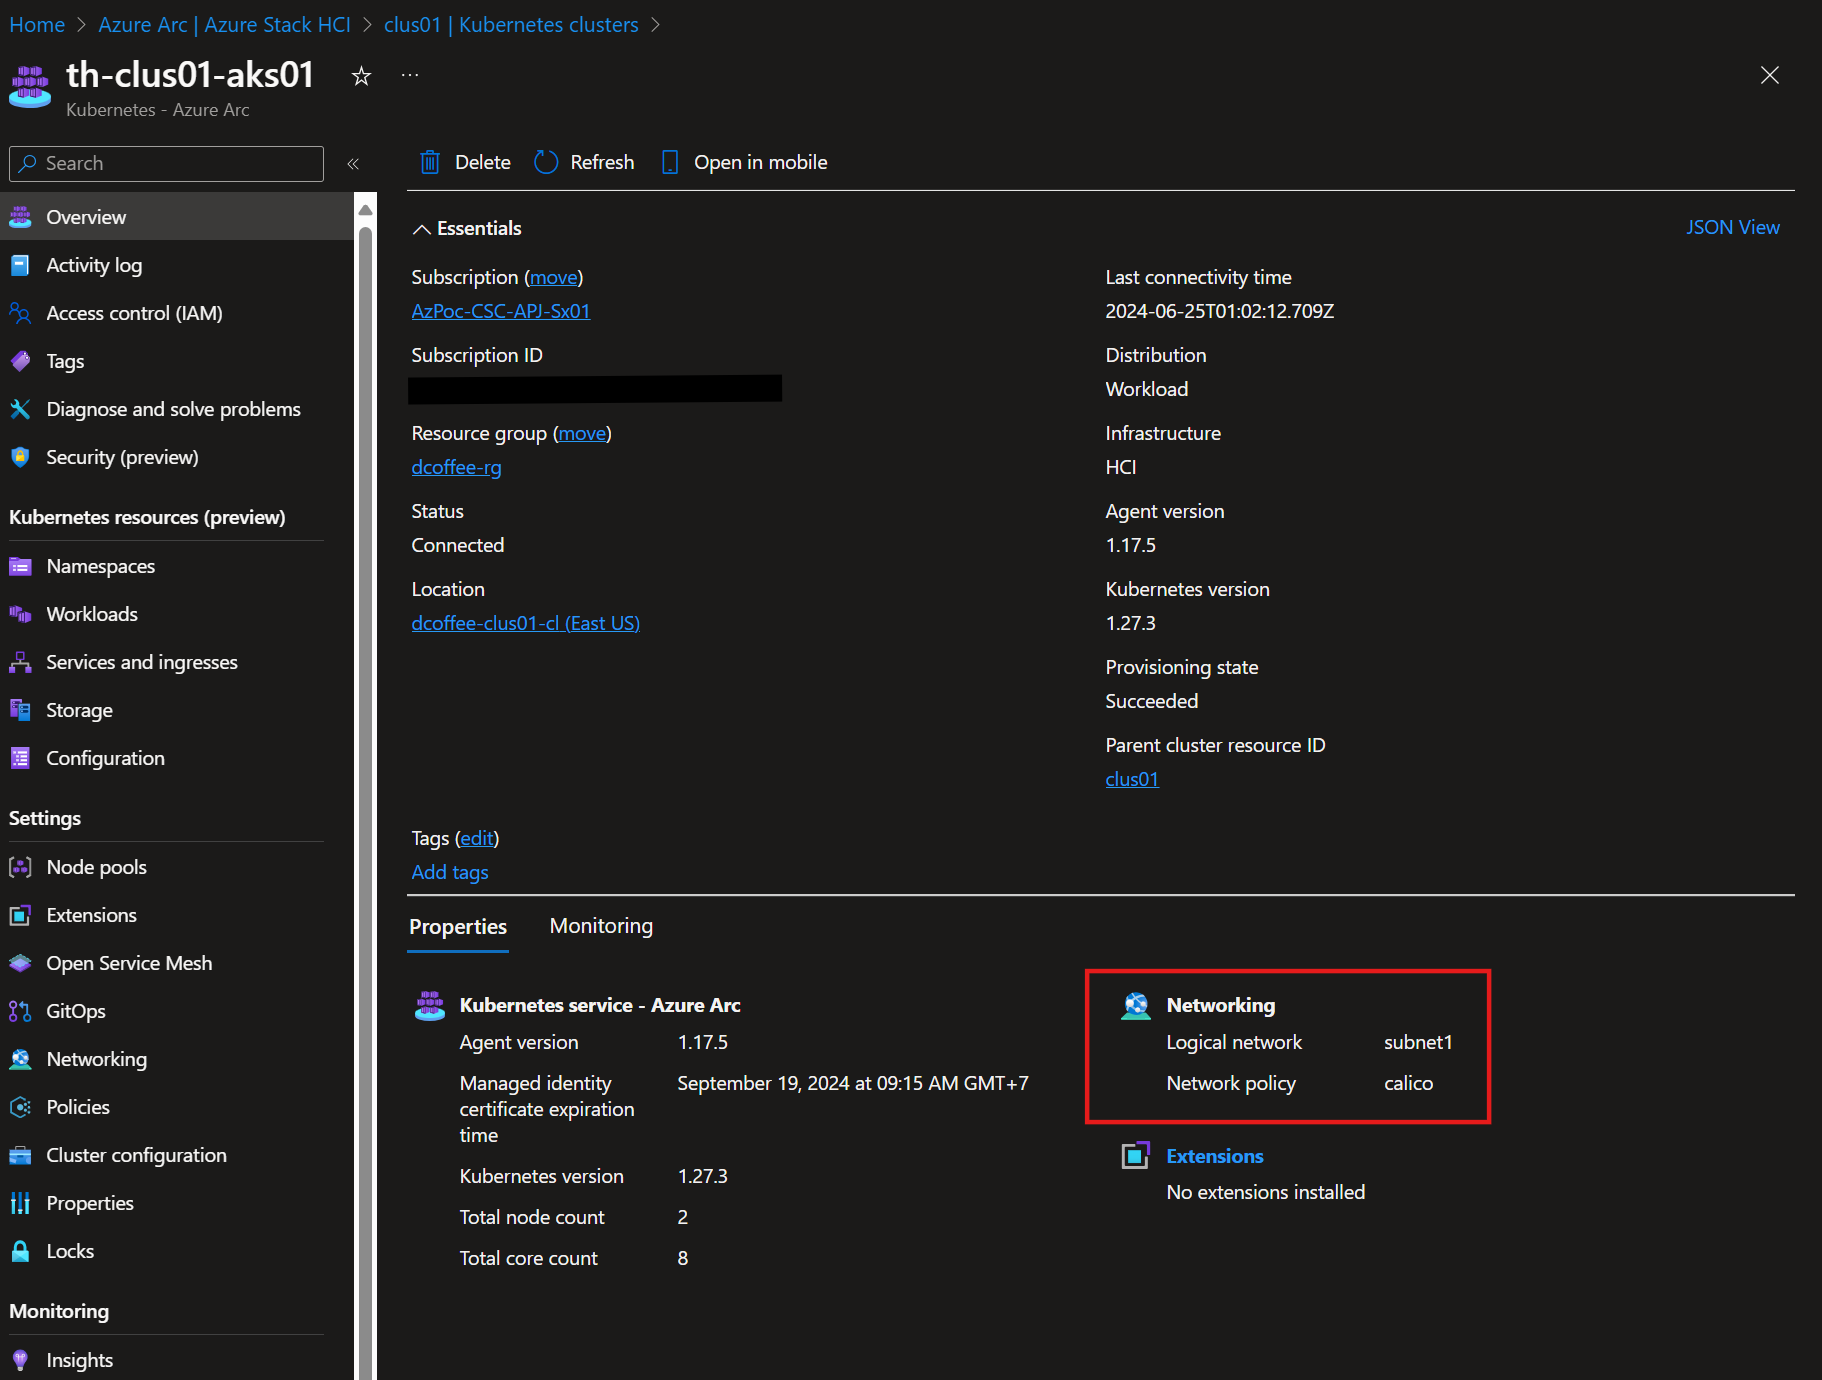 Home > Azure Arc | Azure Stack HCI > clus01 | Kubernetes clusters >
th-clus01-aks01 ☆ ...
Kubernetes - Azure Arc
Search
Overview
Activity log
Access control (IAM)
Tags
Diagnose and solve problems
Security (preview)
Kubernetes resources (preview)
Namespaces
Workloads
Services and ingresses
Storage
Configuration
Settings
Node pools
Extensions
Open Service Mesh
GitOps
Networking
Policies
Cluster configuration
Properties
Locks
Monitoring
Insights
Delete Refresh Open in mobile
Essentials
JSON View
Subscription (move)
AzPoc-CSC-APJ-Sx01
Subscription ID
Resource group (move)
dcoffee-rg
Status
Connected
Location
dcoffee-clus01-cl (East US)
Last connectivity time
2024-06-25T01:02:12.709Z
Distribution
Workload
Infrastructure
HCI
Agent version
1.17.5
Kubernetes version
1.27.3
Provisioning state
Succeeded
Parent cluster resource ID
clus01
Tags (edit)
Add tags
Properties Monitoring
Kubernetes service - Azure Arc
Agent version 1.17.5
Managed identity September 19, 2024 at 09:15 AM GMT+7
certificate expiration
time
Kubernetes version 1.27.3
Total node count 2
Total core count 8
Networking
Logical network subnet1
Network policy calico
Extensions
No extensions installed